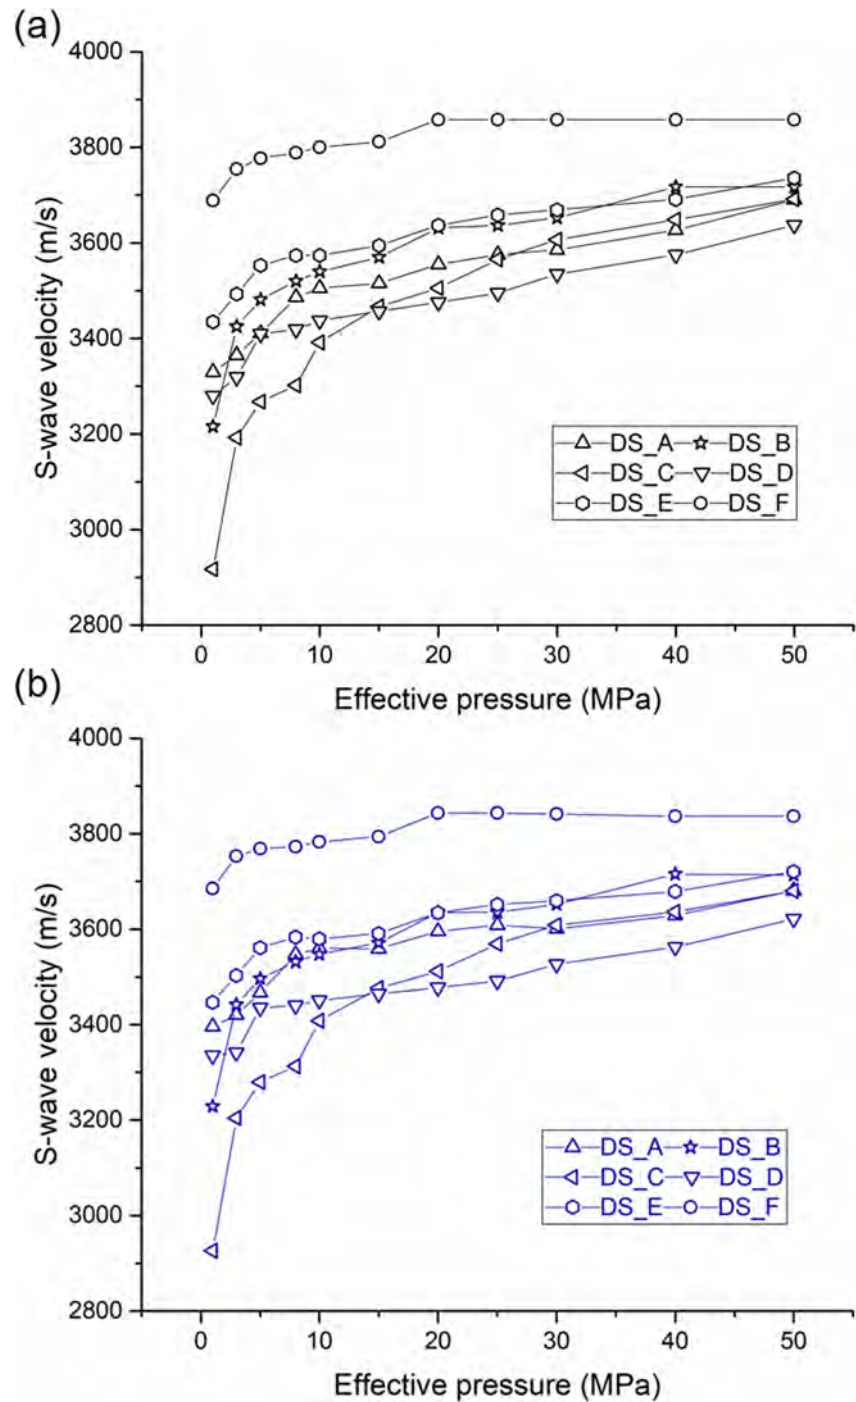 (a)
4000
3800
3600
3400
3200
3000
2800
S-wave velocity (m/s)
DS_A DS_B
DS_C DS_D
DS_E DS_F
0 10 20 30 40 50
Effective pressure (MPa)
(b)
4000
3800
3600
3400
3200
3000
2800
S-wave velocity (m/s)
DS_A DS_B
DS_C DS_D
DS_E DS_F
0 10 20 30 40 50
Effective pressure (MPa)